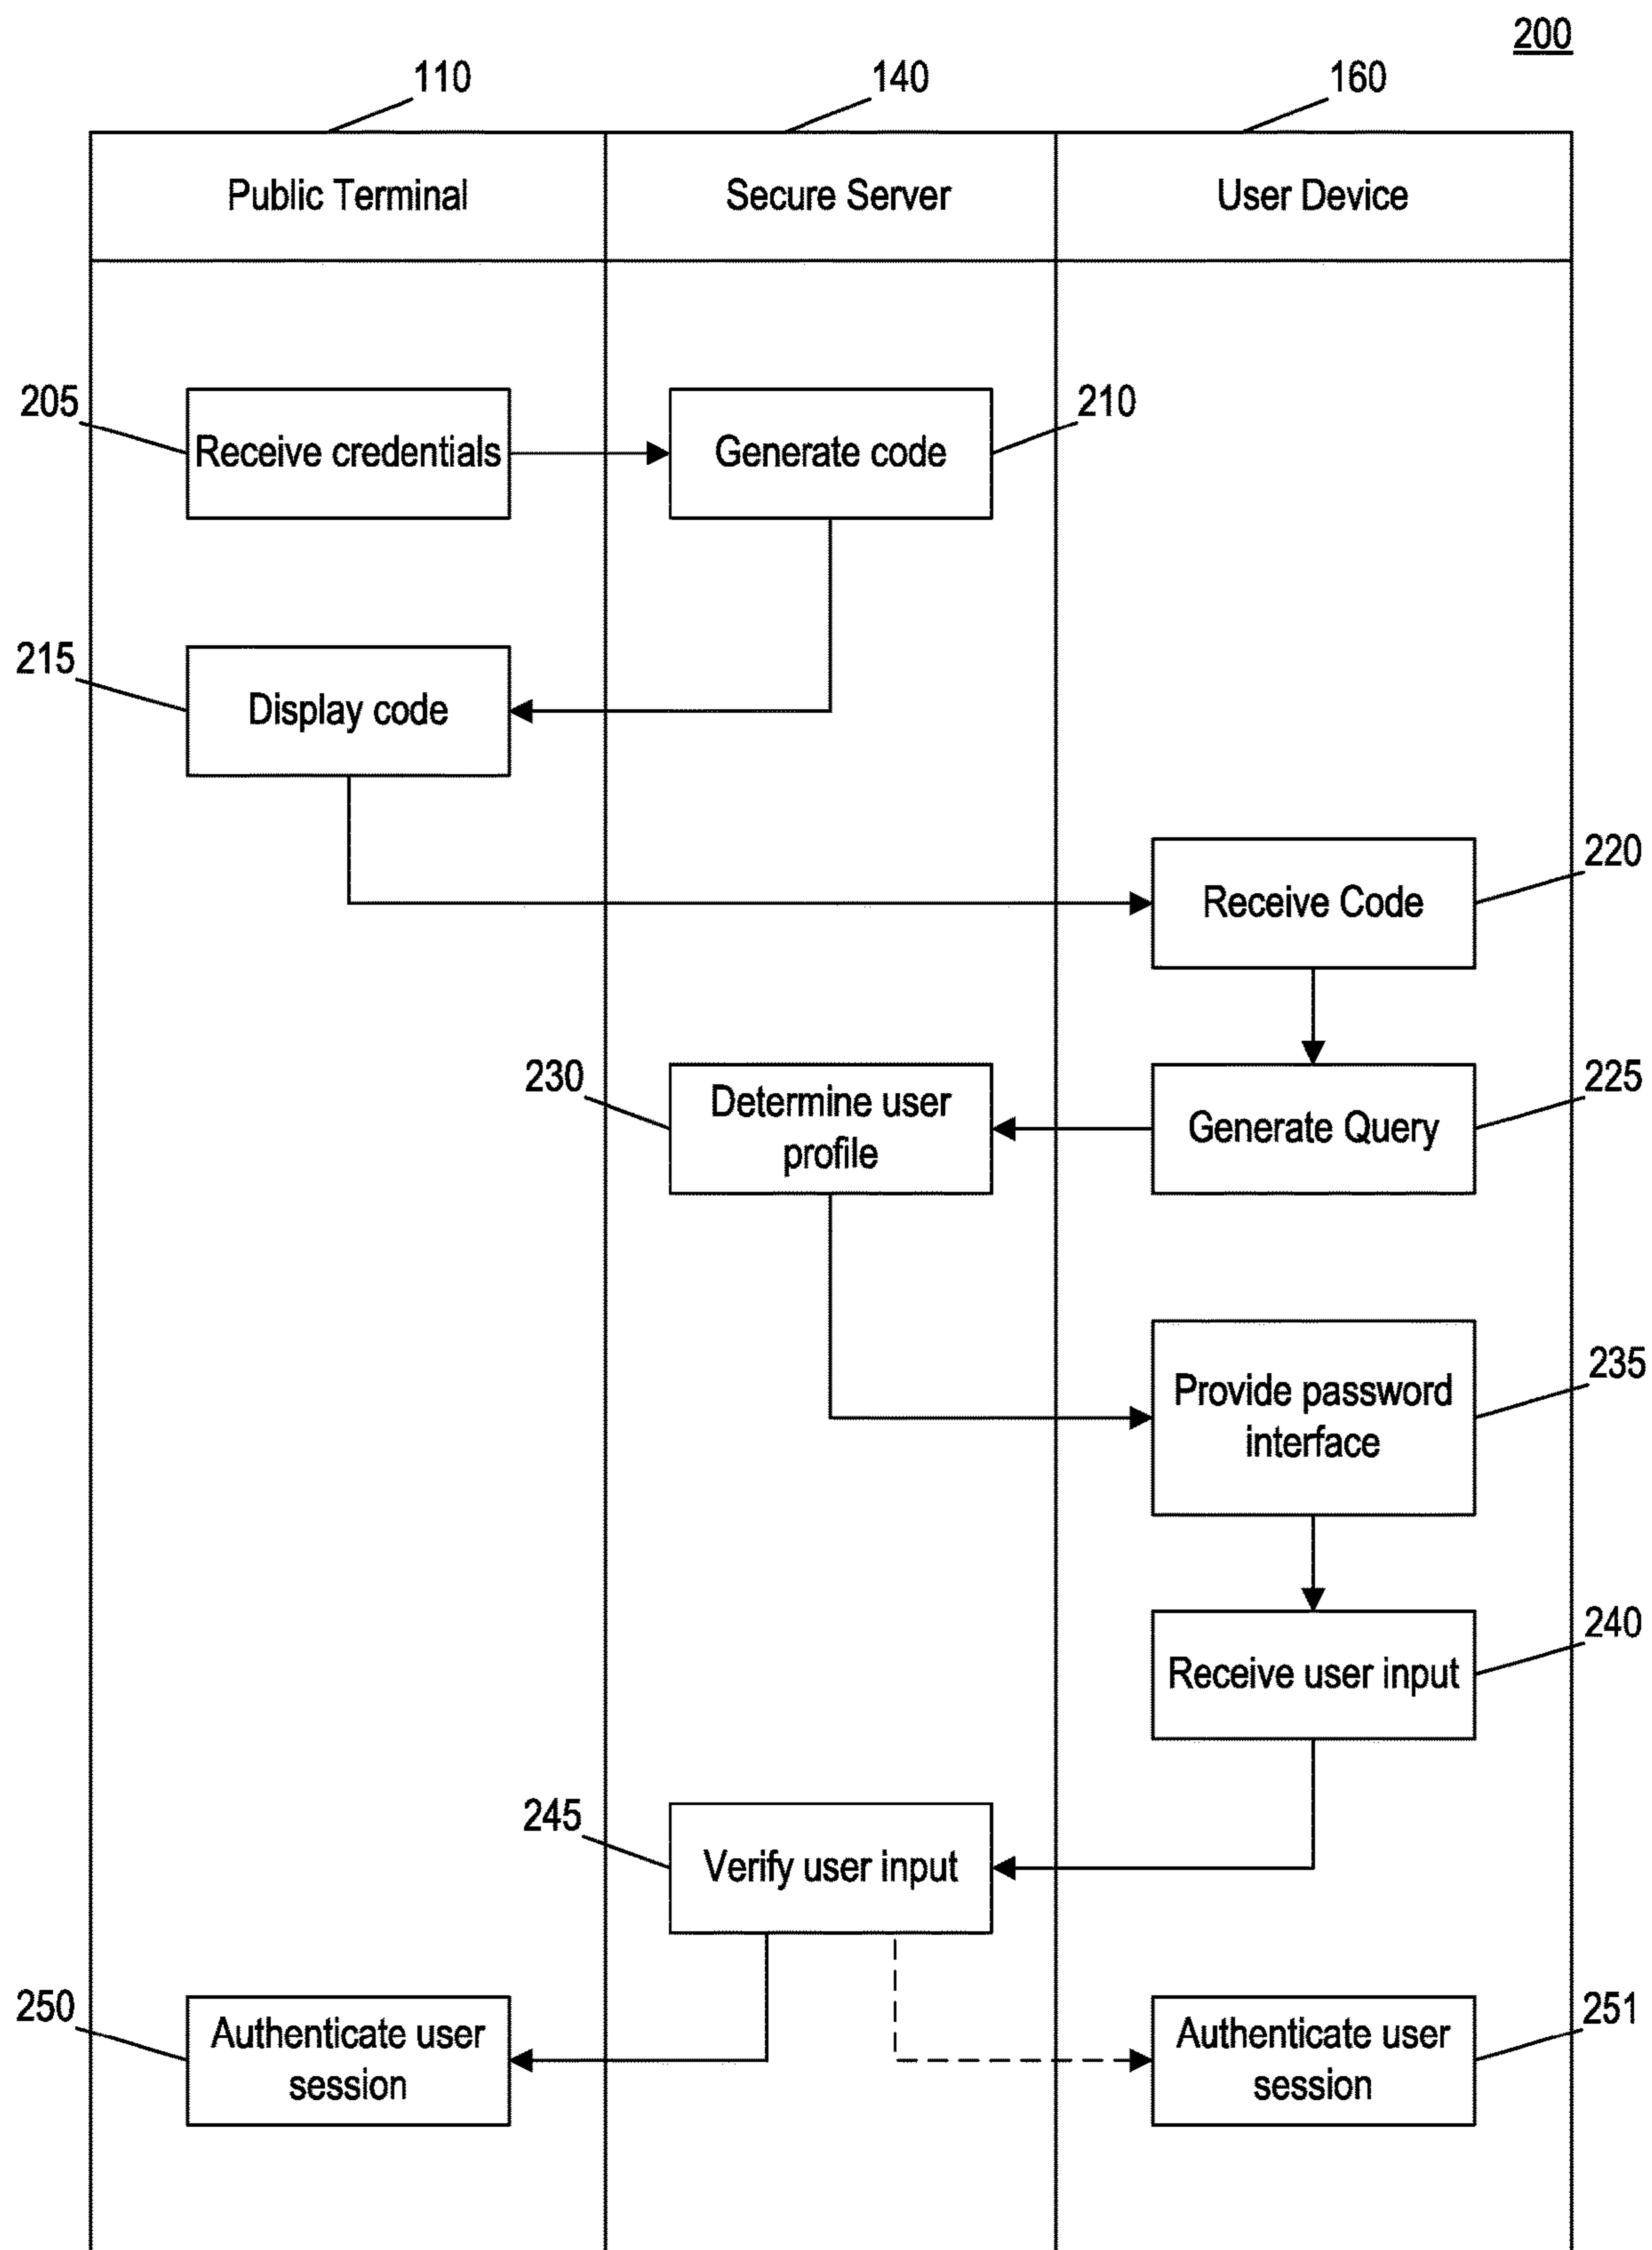 200
110
140
160
Public Terminal
Secure Server
User Device
205
Receive credentials
Generate code
210
215
Display code
220
Receive Code
230
Determine user
profile
225
Generate Query
235
Provide password
interface
240
Receive user input
245
Verify user input
250
Authenticate user
session
251
Authenticate user
session